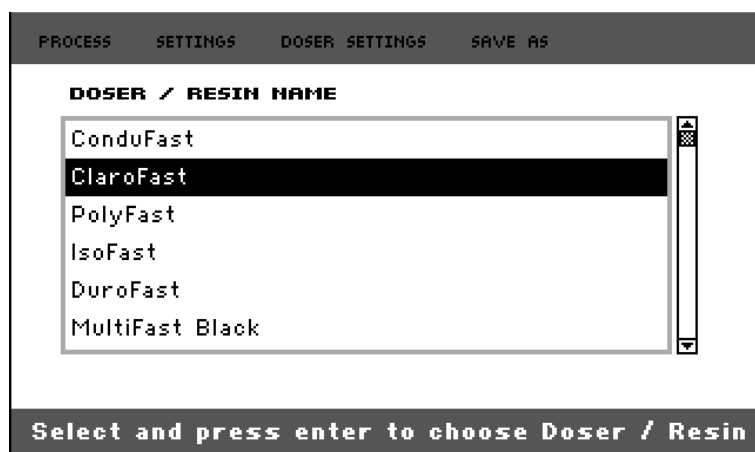 PROCESS SETTINGS DOSER SETTINGS SAVE AS
DOSER / RESIN NAME
ConduFast
ClaroFast
PolyFast
IsoFast
DuroFast
MultiFast Black
Select and press enter to choose Doser / Resin